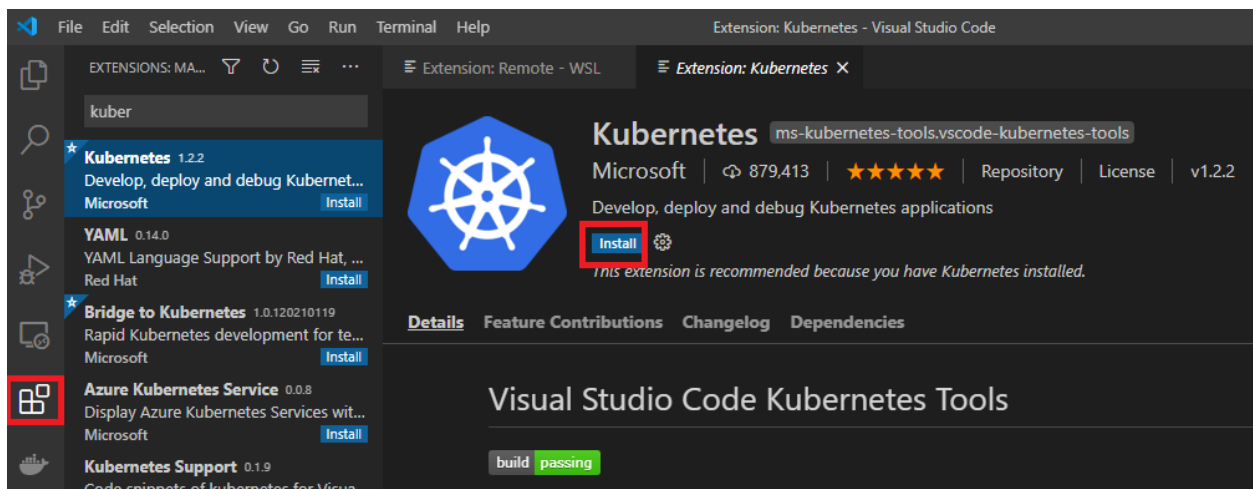 File Edit Selection View Go Run Terminal Help Extension: Kubernetes - Visual Studio Code
EXTENSIONS: MA...
kuber
Kubernetes 1.2.2
Develop, deploy and debug Kubernet...
Microsoft Install
YAML 0.14.0
YAML Language Support by Red Hat, ...
Red Hat Install
Bridge to Kubernetes 1.0.120210119
Rapid Kubernetes development for te...
Microsoft Install
Azure Kubernetes Service 0.0.8
Display Azure Kubernetes Services wit...
Microsoft Install
Kubernetes Support 0.1.9
Code snippets of kubernetes for Visua...
Extension: Remote - WSL Extension: Kubernetes
Kubernetes ms-kubernetes-tools.vscode-kubernetes-tools
Microsoft 879,413 Repository License v1.2.2
Develop, deploy and debug Kubernetes applications
Install
This extension is recommended because you have Kubernetes installed.
Details Feature Contributions Changelog Dependencies
Visual Studio Code Kubernetes Tools
build passing